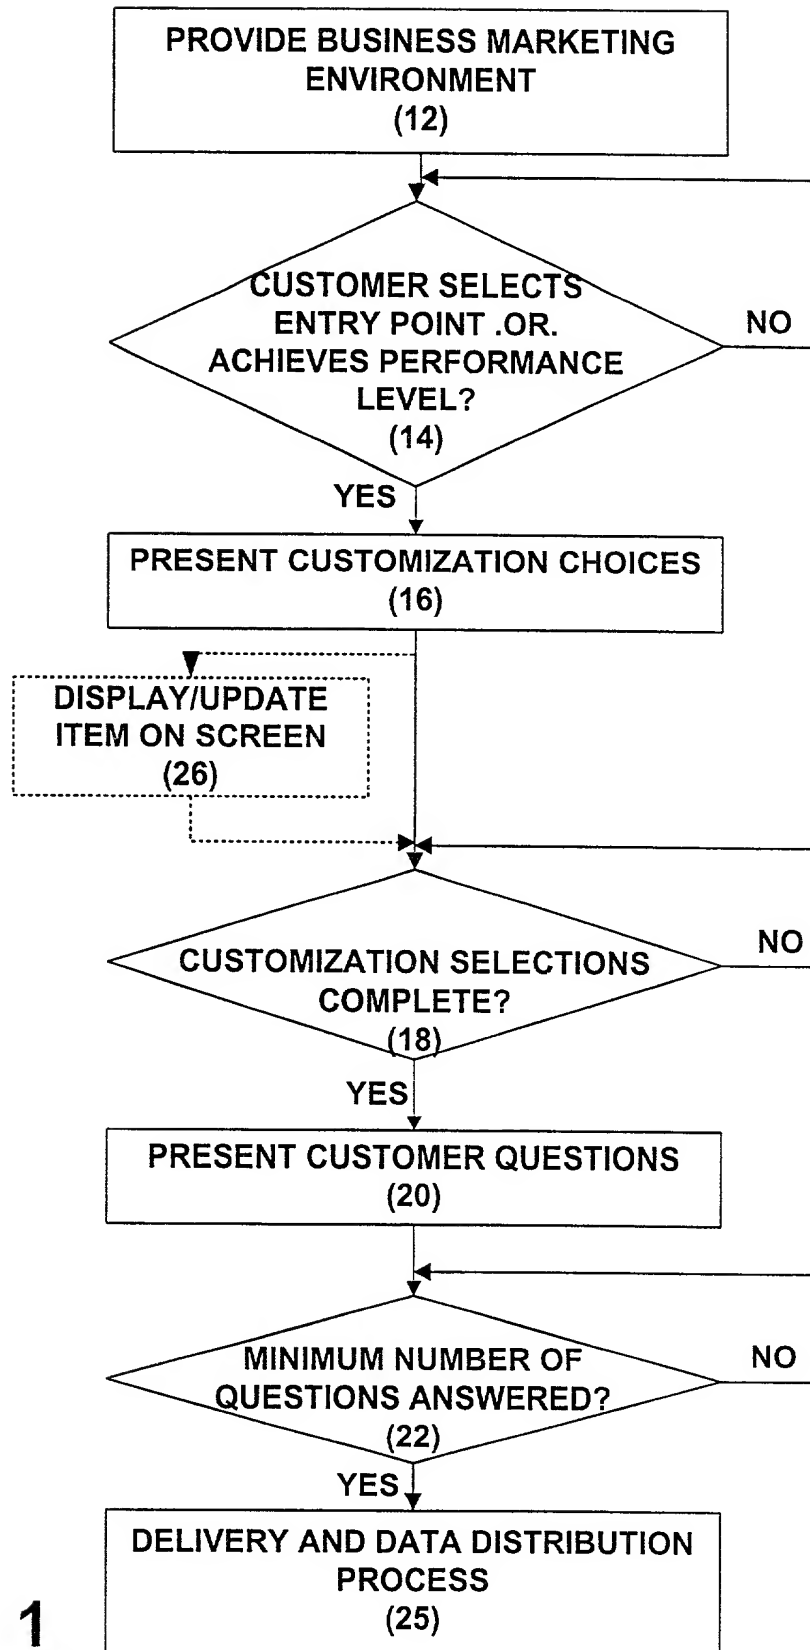 PROVIDE BUSINESS MARKETING
ENVIRONMENT
(12)
CUSTOMER SELECTS
ENTRY POINT .OR.
ACHIEVES PERFORMANCE
LEVEL?
(14)
NO
YES
PRESENT CUSTOMIZATION CHOICES
(16)
DISPLAY/UPDATE
ITEM ON SCREEN
(26)
CUSTOMIZATION SELECTIONS
COMPLETE?
(18)
NO
YES
PRESENT CUSTOMER QUESTIONS
(20)
MINIMUM NUMBER OF
QUESTIONS ANSWERED?
(22)
NO
YES
DELIVERY AND DATA DISTRIBUTION
PROCESS
(25)
1